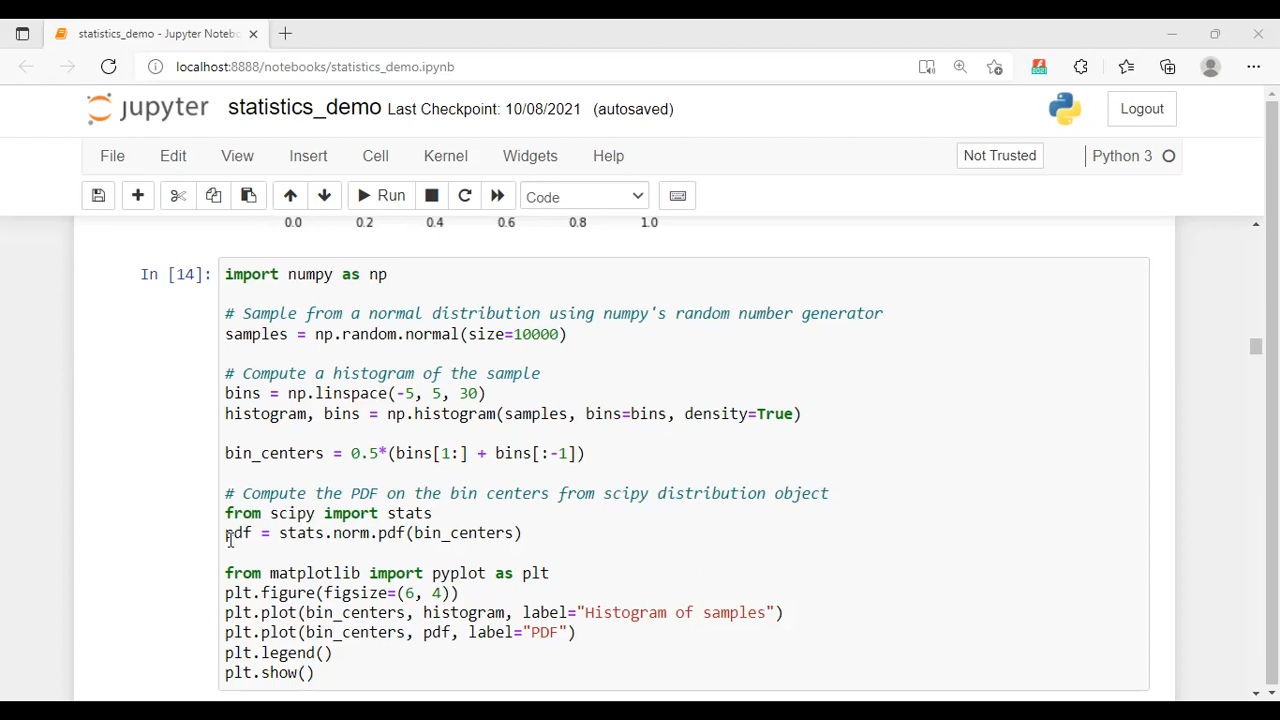 statistics_demo - Jupyter Noteb
localhost:8888/notebooks/statistics_demo.ipynb
jupyter statistics_demo Last Checkpoint: 10/08/2021 (autosaved) Logout
File Edit View Insert Cell Kernel Widgets Help Not Trusted Python 3
Run Code
0.0 0.2 0.4 0.6 0.8 1.0
In [14]: import numpy as np
# Sample from a normal distribution using numpy's random number generator
samples = np.random.normal(size=10000)
# Compute a histogram of the sample
bins = np.linspace(-5, 5, 30)
histogram, bins = np.histogram(samples, bins=bins, density=True)
bin_centers = 0.5*(bins[1:] + bins[:-1])
# Compute the PDF on the bin centers from scipy distribution object
from scipy import stats
pdf = stats.norm.pdf(bin_centers)
from matplotlib import pyplot as plt
plt.figure(figsize=(6, 4))
plt.plot(bin_centers, histogram, label="Histogram of samples")
plt.plot(bin_centers, pdf, label="PDF")
plt.legend()
plt.show()